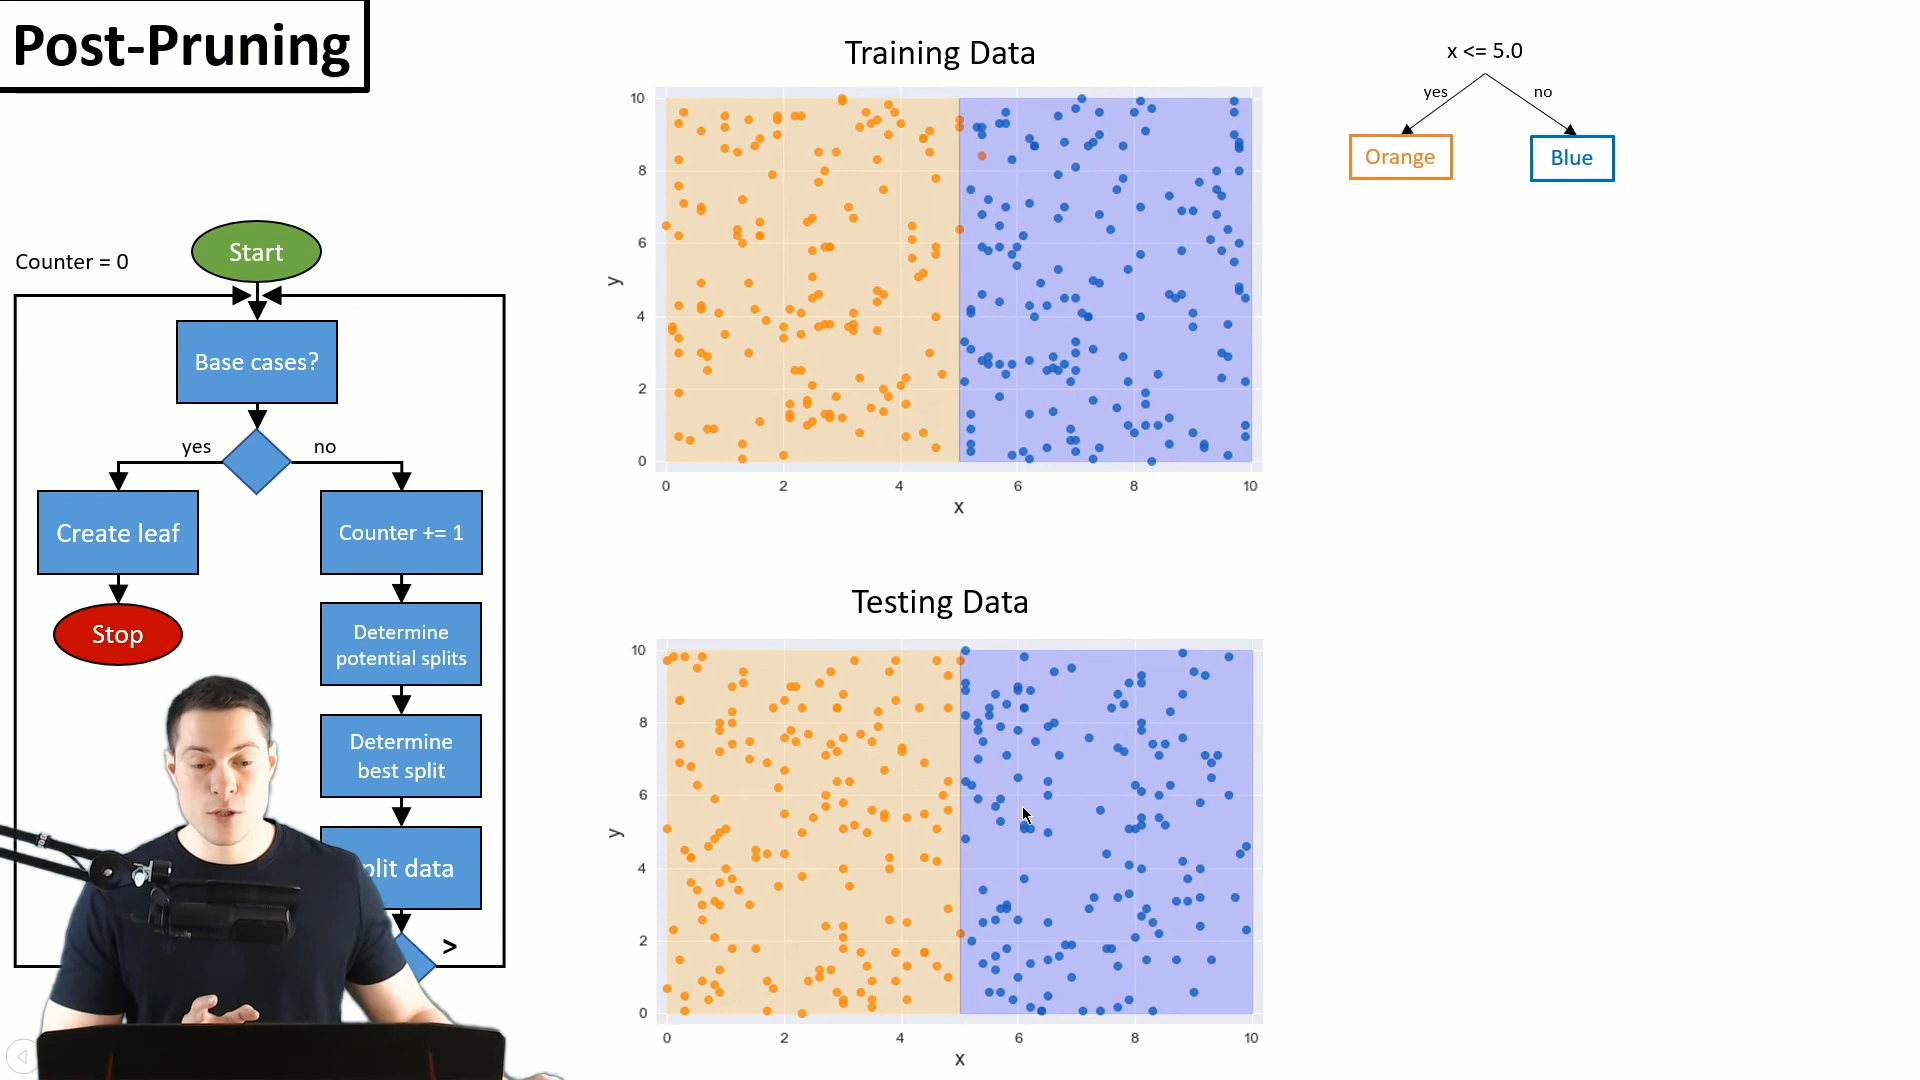 Post-Pruning
Counter = 0
Start
Base cases?
yes
no
Create leaf
Counter += 1
Stop
Determine
potential splits
Determine
best split
data
>
Training Data
10
8
6
4
2
0
y
0 2 4 6 8 10
x
Testing Data
10
8
6
4
2
0
y
0 2 4 6 8 10
x
x <= 5.0
yes
no
Orange
Blue